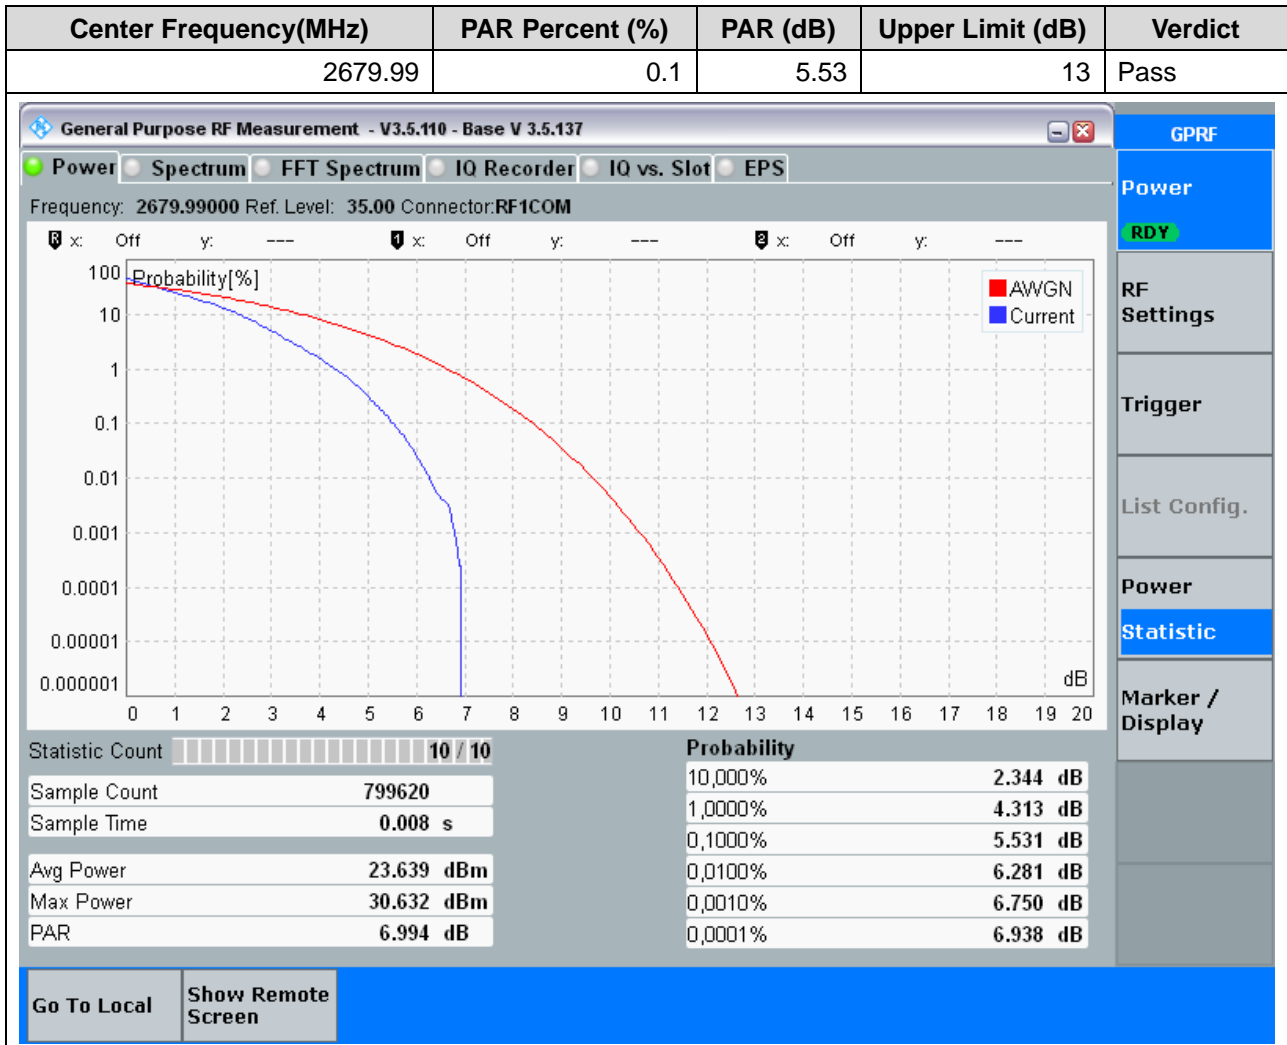 Center Frequency(MHz) PAR Percent (%) PAR (dB) Upper Limit (dB) Verdict
2679.99 0.1 5.53 13 Pass
General Purpose RF Measurement - V3.5.110 - Base V 3.5.137
GPRF
Power Spectrum FFT Spectrum IQ Recorder IQ vs. Slot EPS
Power
RDY
Frequency: 2679.99000 Ref. Level: 35.00 Connector:RF1COM
R x: Off y: --- 1 x: Off y: --- 2 x: Off y: ---
Probability[%]
100
10
1
0.1
0.01
0.001
0.0001
0.00001
0.000001
AWGN
Current
dB
0 1 2 3 4 5 6 7 8 9 10 11 12 13 14 15 16 17 18 19 20
RF
Settings
Trigger
List Config.
Power
Statistic
Marker /
Display
Statistic Count 10 / 10
Sample Count 799620
Sample Time 0.008 s
Avg Power 23.639 dBm
Max Power 30.632 dBm
PAR 6.994 dB
Probability
10,000% 2.344 dB
1,0000% 4.313 dB
0,1000% 5.531 dB
0,0100% 6.281 dB
0,0010% 6.750 dB
0,0001% 6.938 dB
Go To Local
Show Remote
Screen